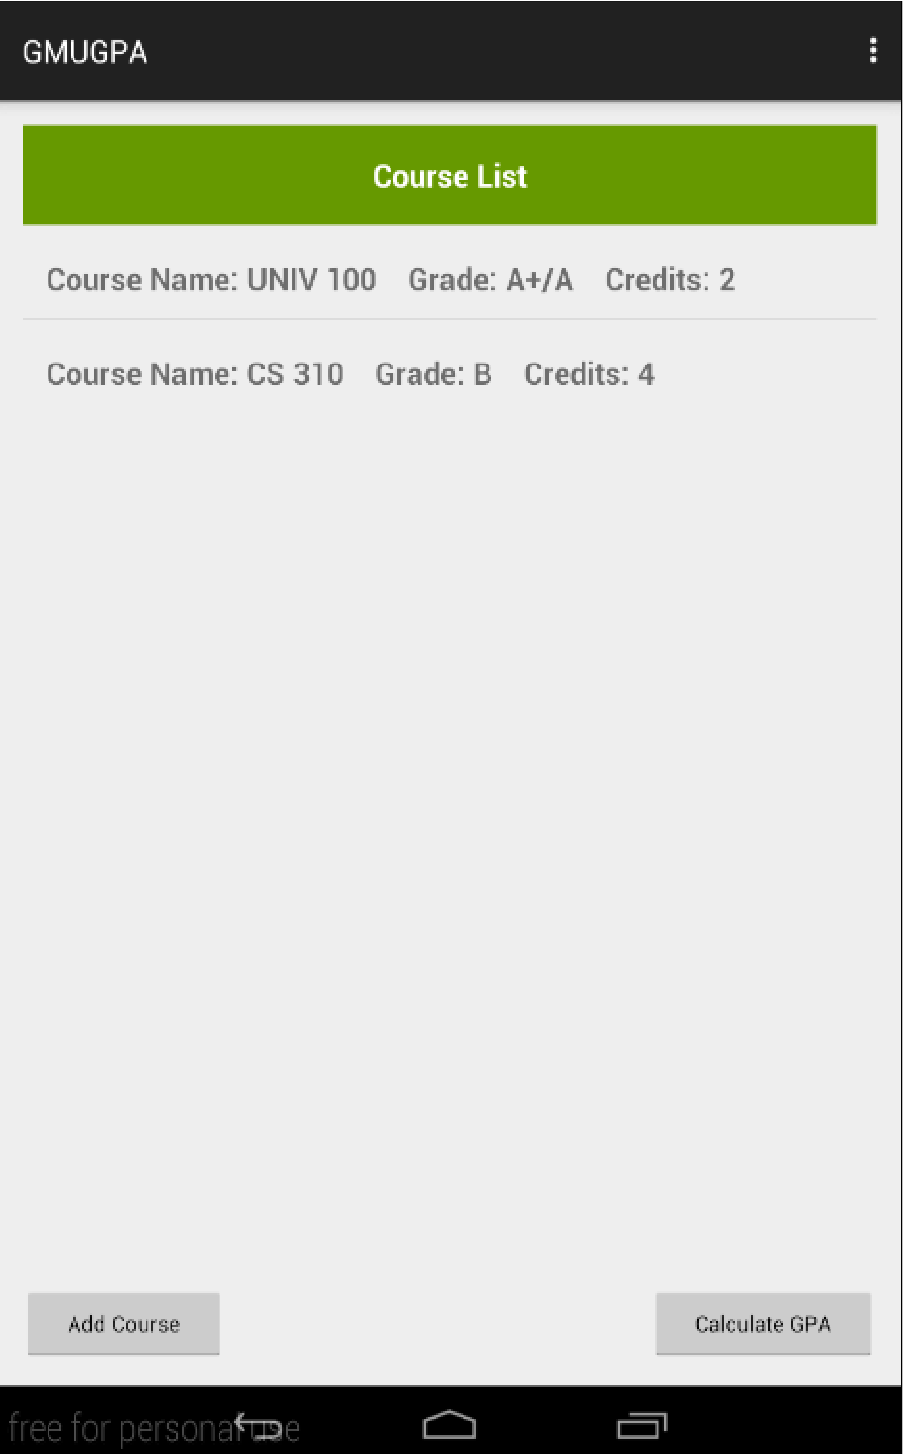 GMUGPA
Course List
Course Name: UNIV 100 Grade: A+/A Credits: 2
Course Name: CS 310 Grade: B Credits: 4
Add Course Calculate GPA
free for personal use